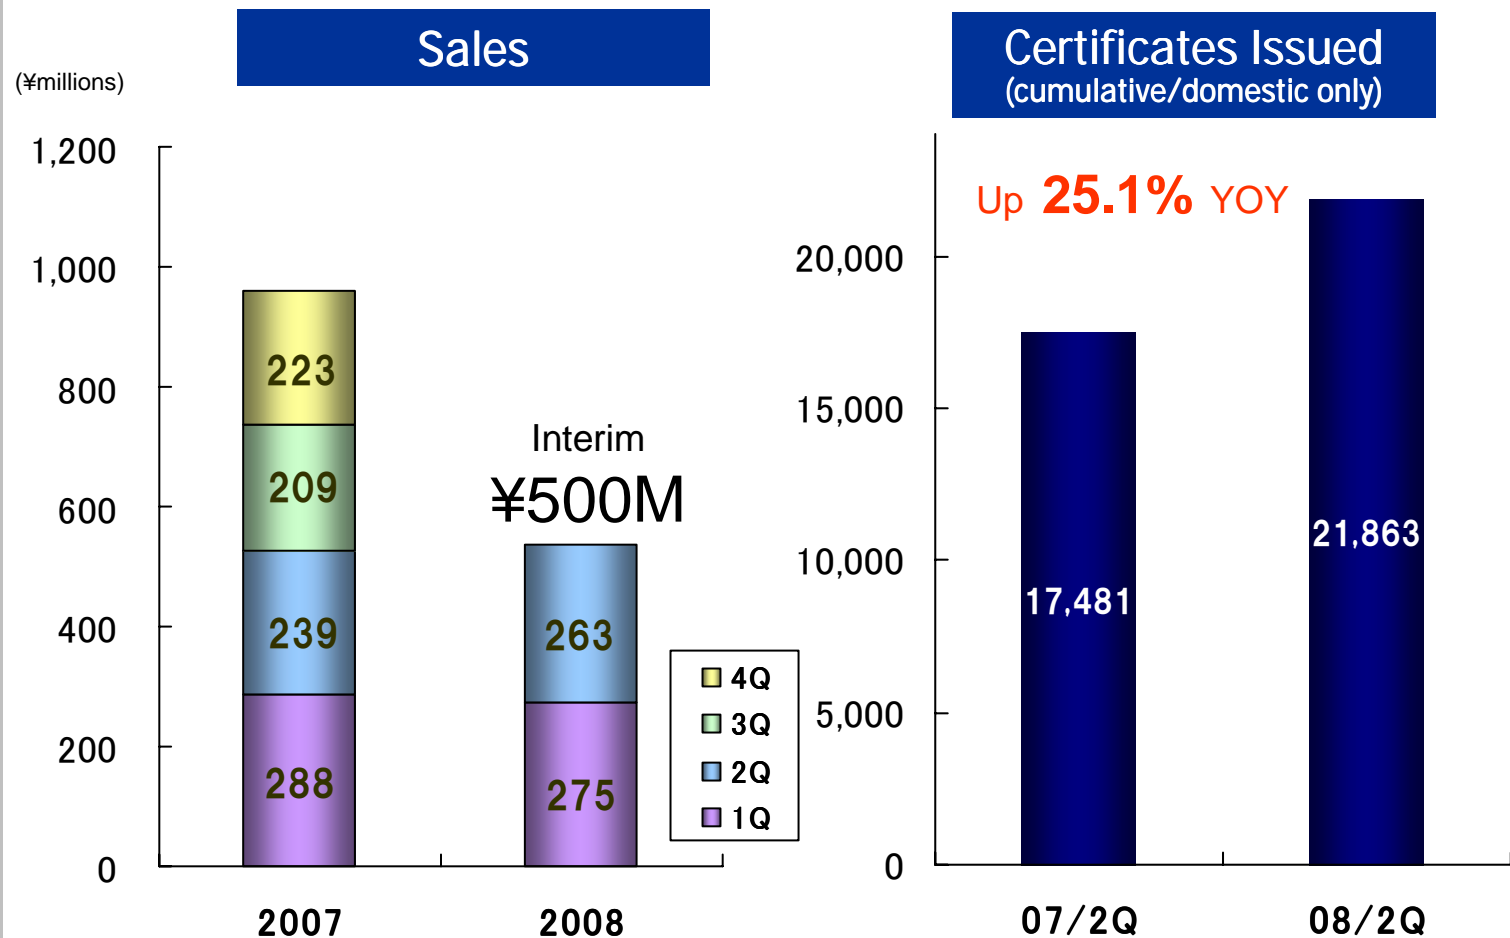 Sales
(¥millions)
1,200
1,000
800
600
400
200
0
223
209
239
288
Interim
¥500M
263
275
4Q
3Q
2Q
1Q
2007
2008
Certificates Issued
(cumulative/domestic only)
Up 25.1% YOY
20,000
15,000
10,000
5,000
0
17,481
21,863
07/2Q
08/2Q